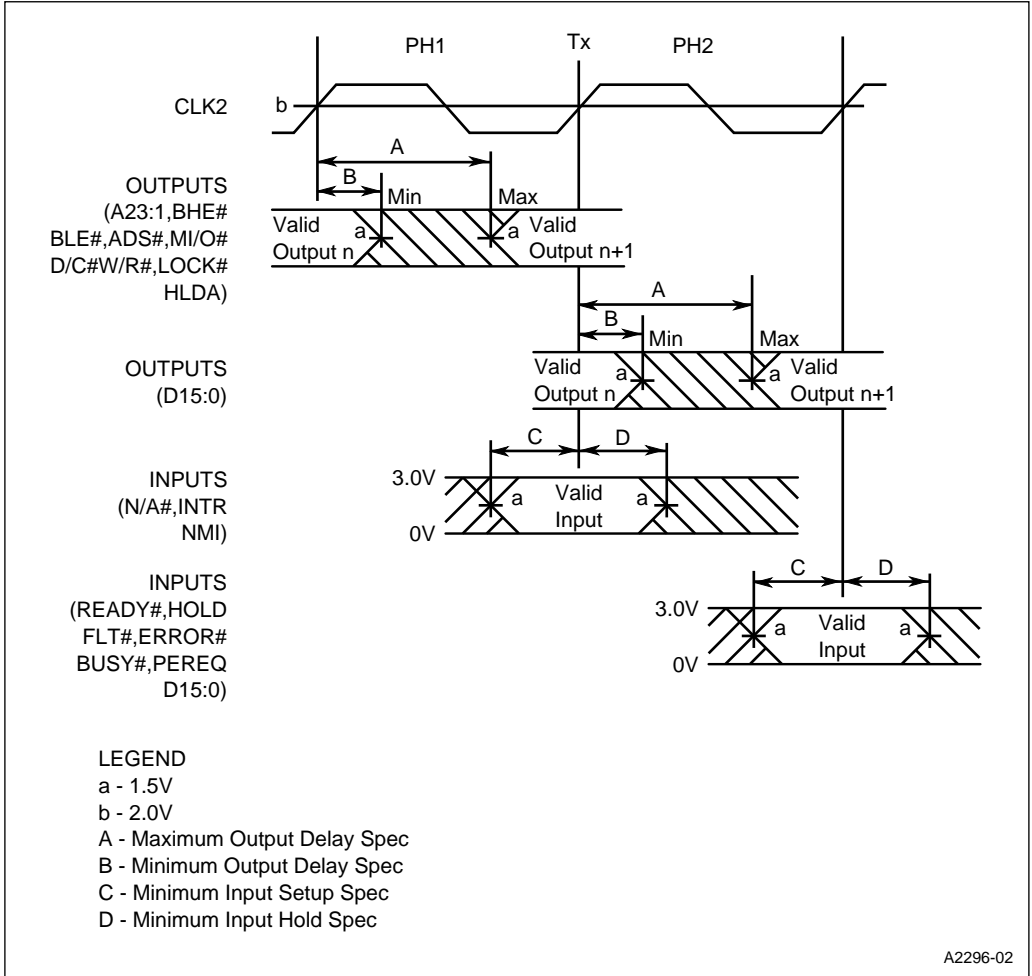 PH1 Tx PH2
CLK2 b
A
B
OUTPUTS
(A23:1,BHE#
BLE#,ADS#,MI/O#
D/C#W/R#,LOCK#
HLDA)
Min Max
Valid
Output n
a a
Valid
Output n+1
A
B
OUTPUTS
(D15:0)
Min Max
Valid
Output n
a a
Valid
Output n+1
C D
INPUTS
(N/A#,INTR
NMI)
3.0V
0V
a
Valid
Input
a
C D
INPUTS
(READY#,HOLD
FLT#,ERROR#
BUSY#,PEREQ
D15:0)
3.0V
0V
a
Valid
Input
a
LEGEND
a - 1.5V
b - 2.0V
A - Maximum Output Delay Spec
B - Minimum Output Delay Spec
C - Minimum Input Setup Spec
D - Minimum Input Hold Spec
A2296-02